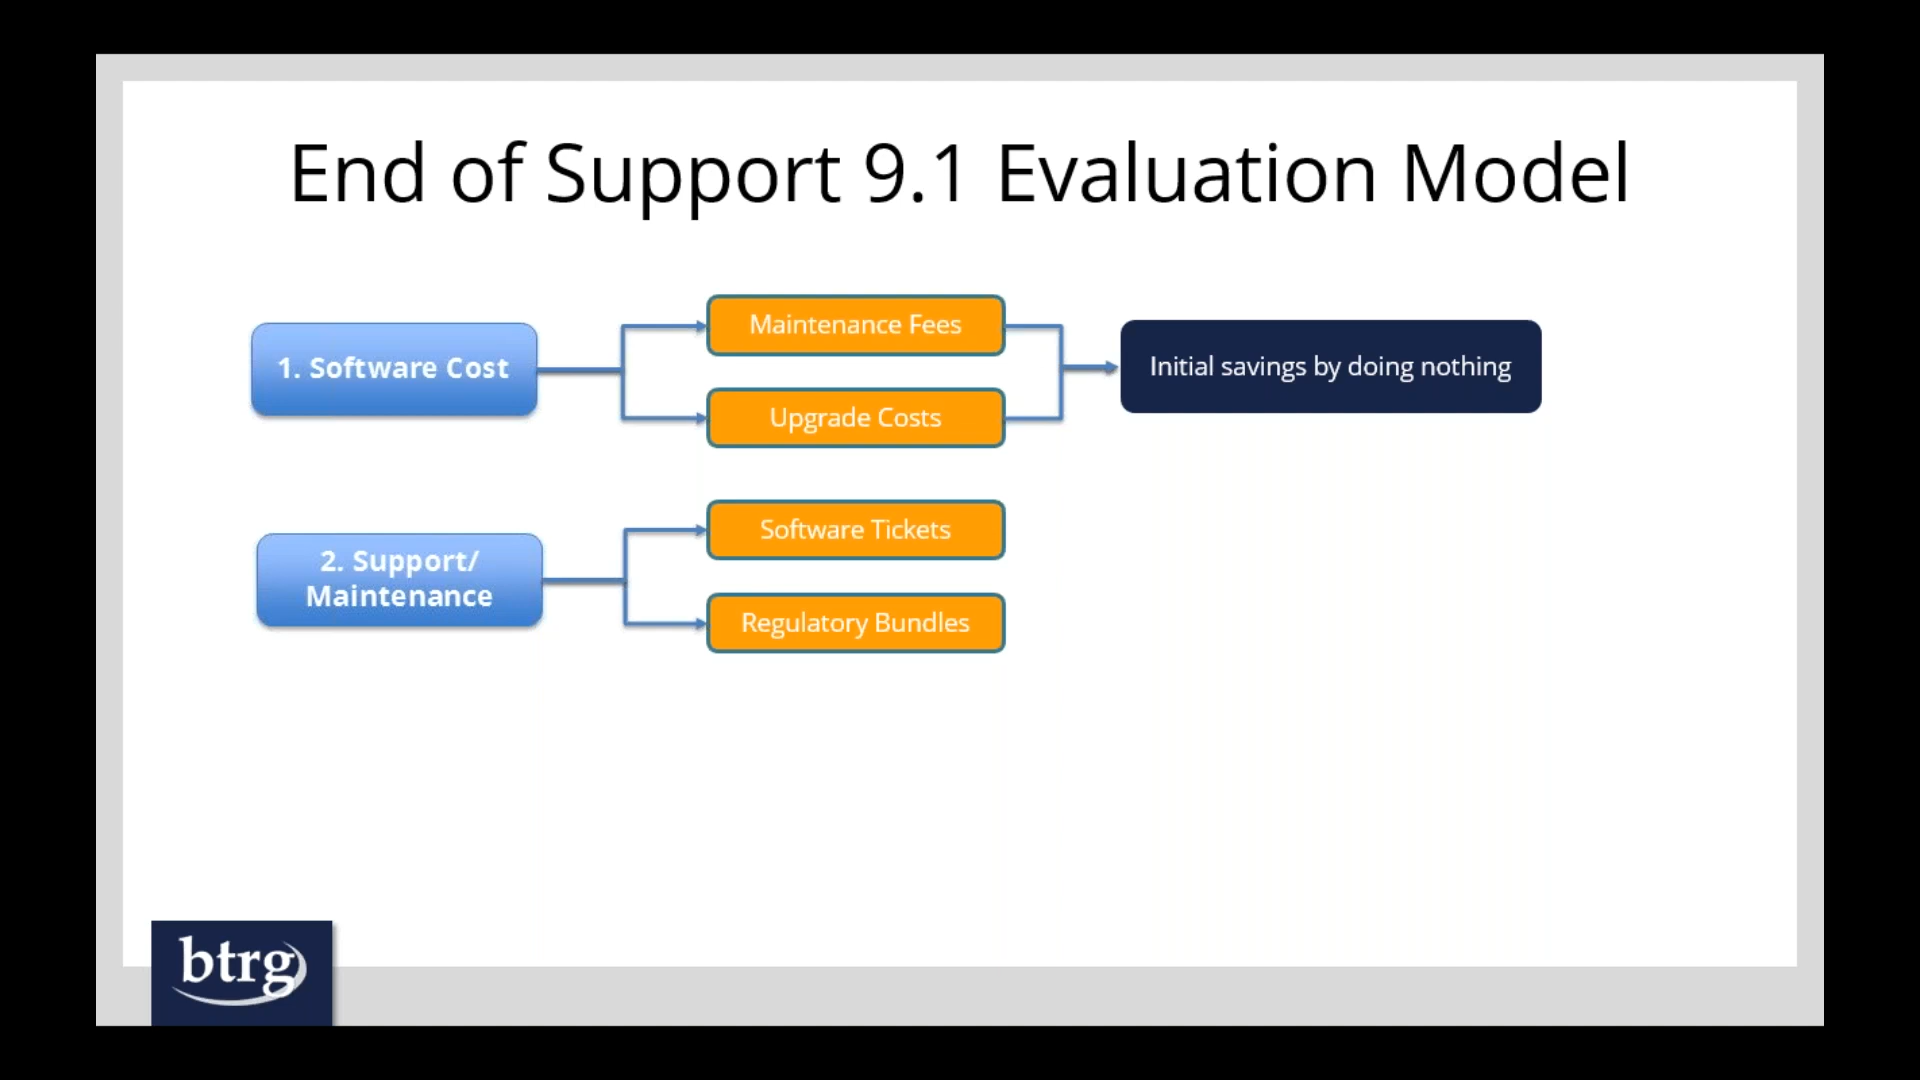 End of Support 9.1 Evaluation Model
1. Software Cost
Maintenance Fees
Upgrade Costs
Initial savings by doing nothing
2. Support/
Maintenance
Software Tickets
Regulatory Bundles
btrg